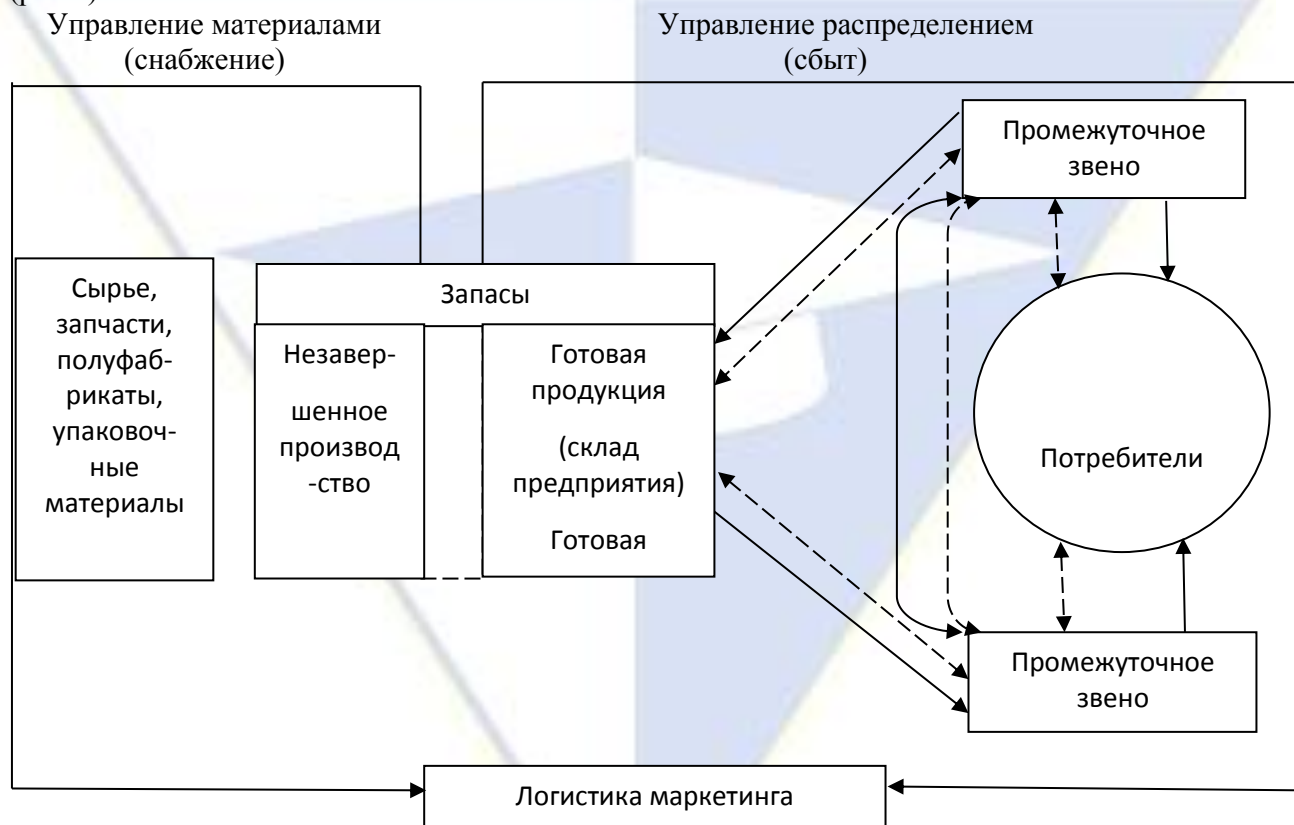 Управление материалами
(снабжение)
Управление распределением
(сбыт)
Промежуточное
звено
Сырье,
запчасти,
полуфаб-
рикаты,
упаковоч-
ные
материалы
Запасы
Незавер-
шенное
производ
-ство
Готовая
продукция
(склад
предприятия)
Готовая
Потребители
Промежуточное
звено
Логистика маркетинга